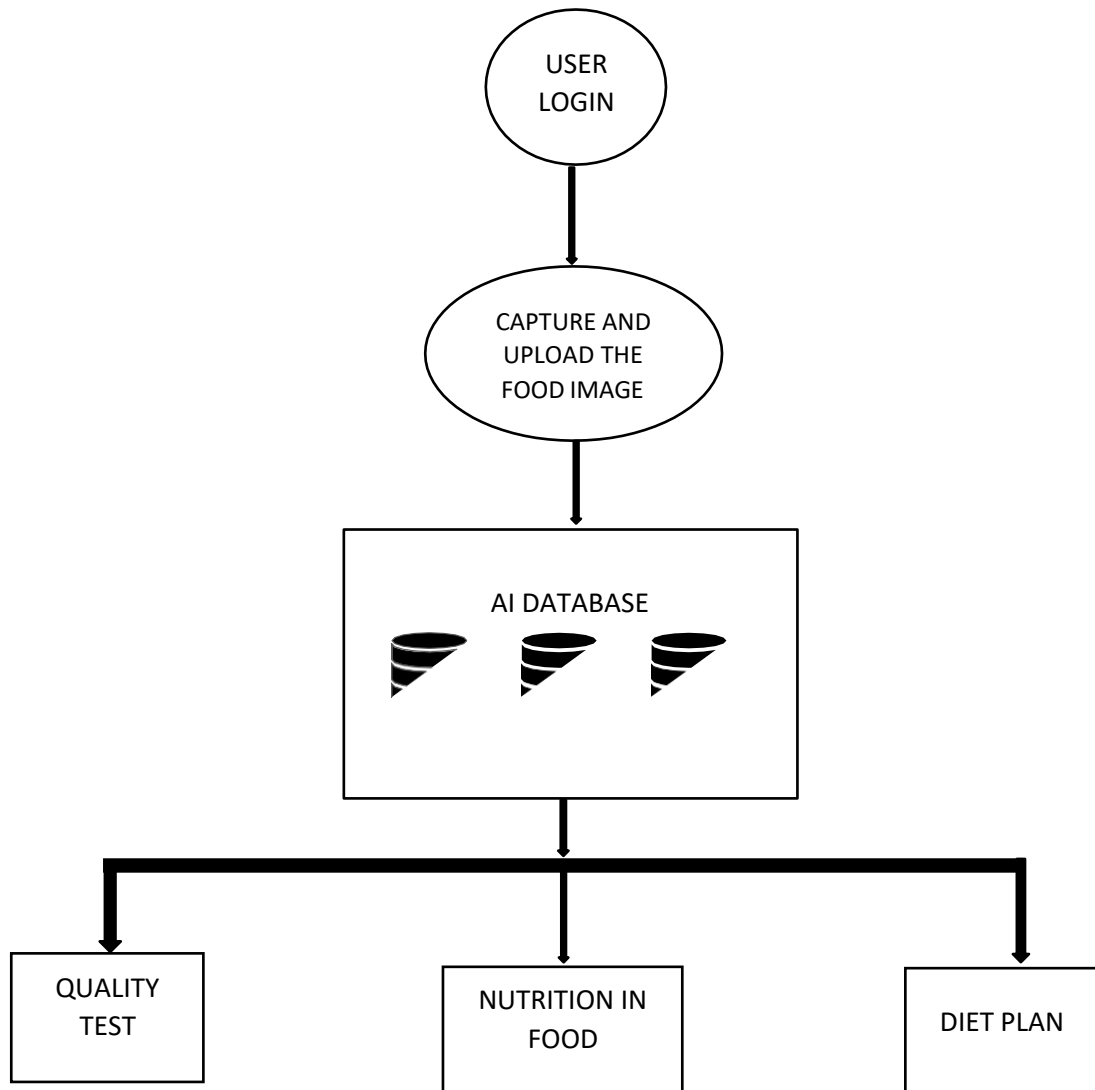 USER
LOGIN
CAPTURE AND
UPLOAD THE
FOOD IMAGE
AI DATABASE
QUALITY
TEST
NUTRITION IN
FOOD
DIET PLAN